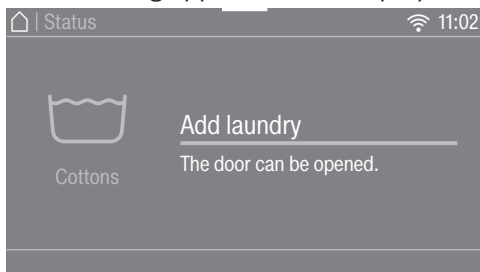 | Status
11:02
Add laundry
The door can be opened.
Cottons